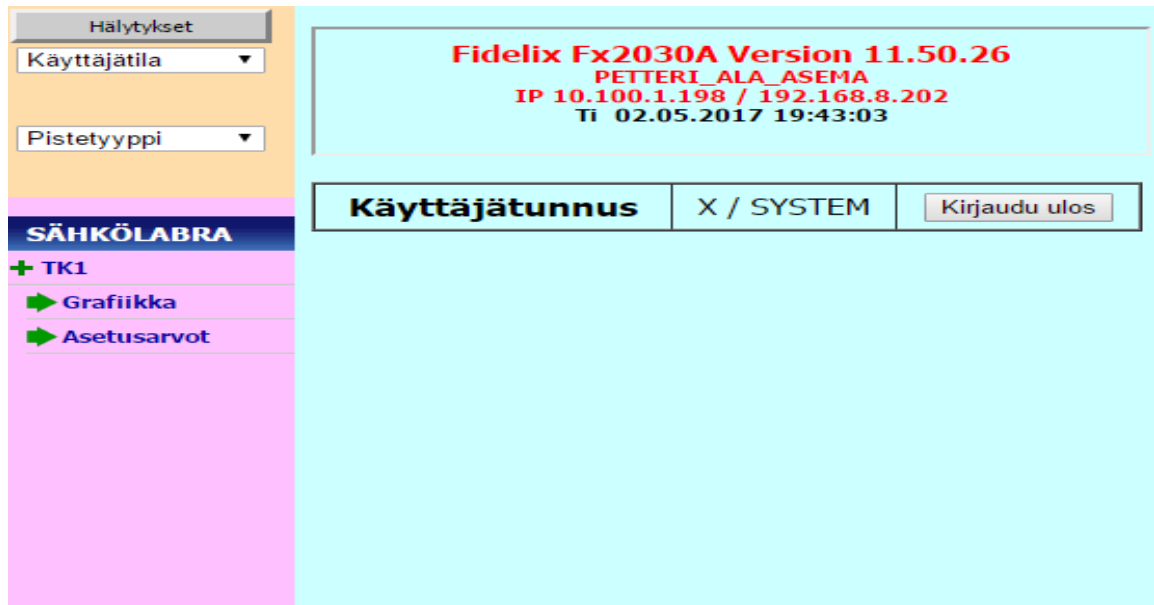 Hälytykset
Käyttäjätila
Pistetyyppi
SÄHKÖLABRA
TK1
Grafiikka
Asetusarvot
Fidelix Fx2030A Version 11.50.26
PETTERI_ALA_ASEMA
IP 10.100.1.198 / 192.168.8.202
Ti 02.05.2017 19:43:03
Käyttäjätunnus X / SYSTEM Kirjaudu ulos